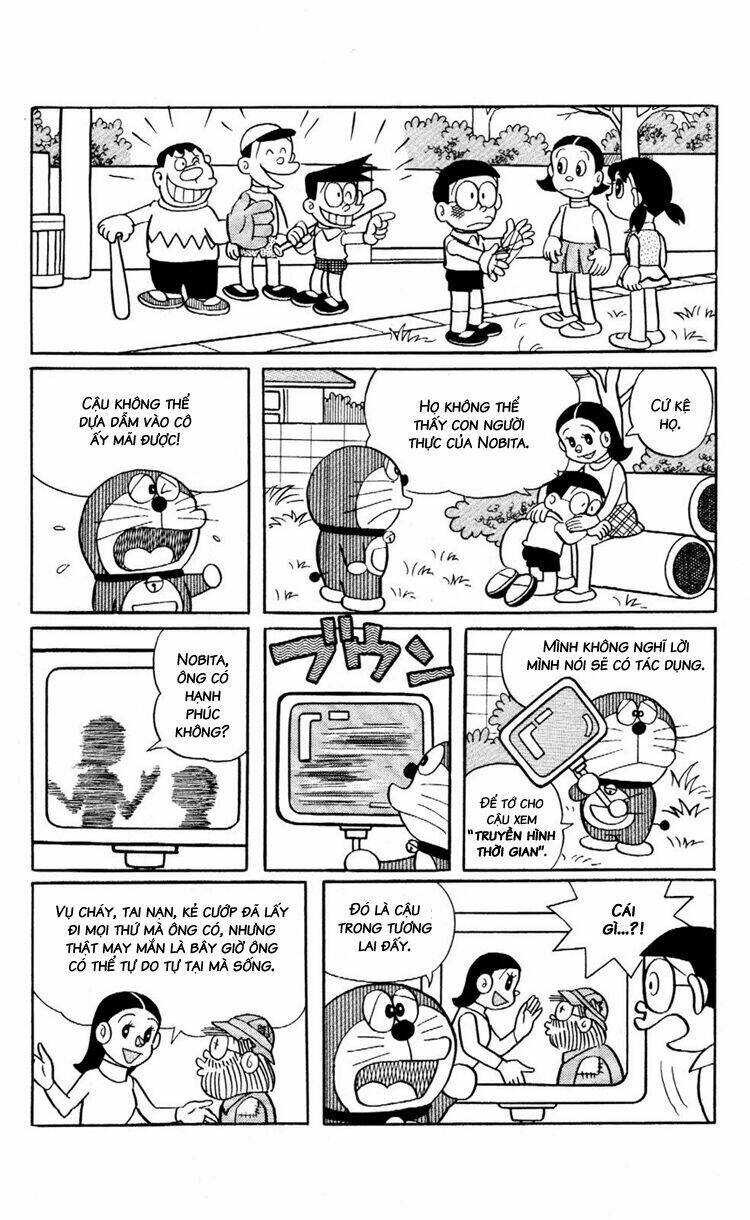 CỨ KỆ
HỌ.
HỌ KHÔNG THỂ
THẤY CON NGƯỜI
THỰC CỦA NOBITA.
CẬU KHÔNG THỂ
DỰA DẪM VÀO CÔ
ẤY MÃI ĐƯỢC!
MÌNH KHÔNG NGHĨ LỜI
MÌNH NÓI SẼ CÓ TÁC DỤNG.
ĐỂ TỚ CHO
CẬU XEM
"TRUYỀN HÌNH
THỜI GIAN".
ブウン
NOBITA,
ÔNG CÓ
HẠNH
PHÚC
KHÔNG?
CÁI
GÌ...?!
ĐÓ LÀ CẬU
TRONG TƯƠNG
LAI ĐẤY.
VỤ CHÁY, TAI NẠN, KẺ CƯỚP ĐÃ LẤY
ĐI MỌI THỨ MÀ ÔNG CÓ, NHƯNG
THẬT MAY MẮN LÀ BÂY GIỜ ÔNG
CÓ THỂ TỰ DO TỰ TẠI MÀ SỐNG.